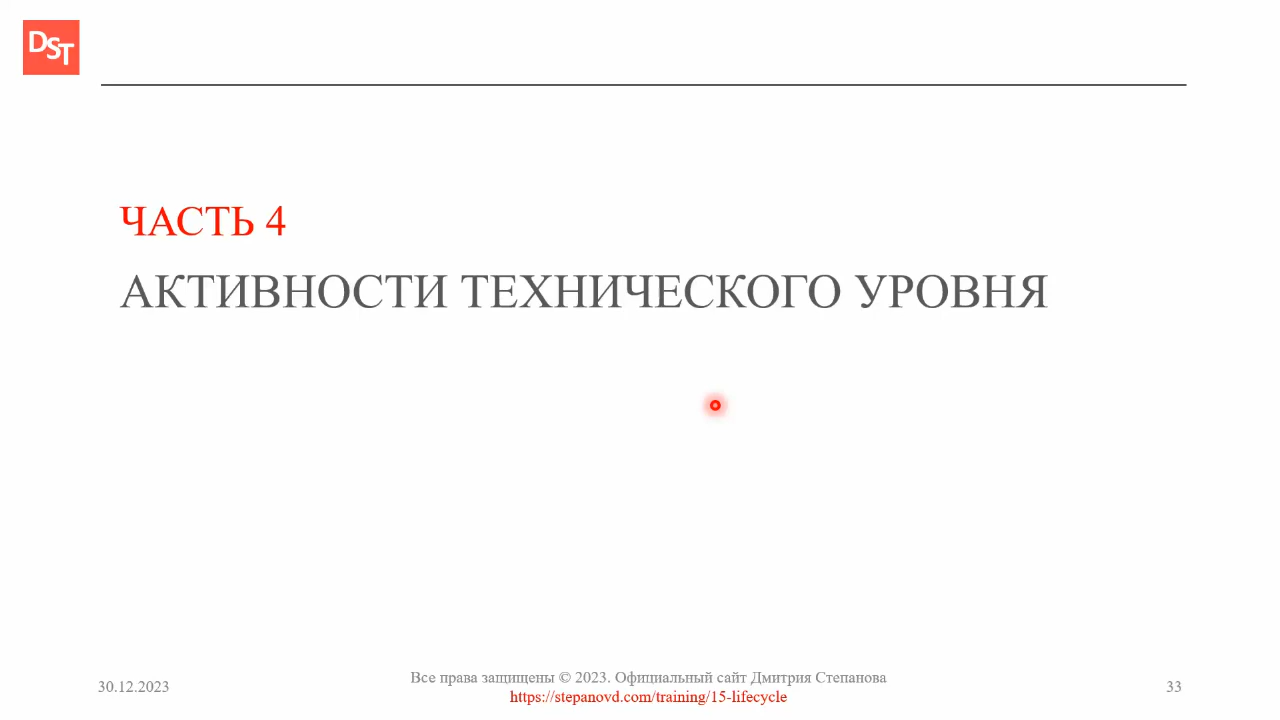 DST
ЧАСТЬ 4
АКТИВНОСТИ ТЕХНИЧЕСКОГО УРОВНЯ
30.12.2023
Все права защищены © 2023. Официальный сайт Дмитрия Степанова
https://stepanovd.com/training/15-lifecycle
33